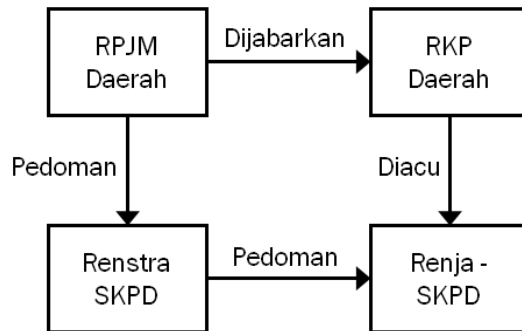 RPJM
Daerah
Dijabarkan
RKP
Daerah
Pedoman
Diacu
Renstra
SKPD
Pedoman
Renja -
SKPD